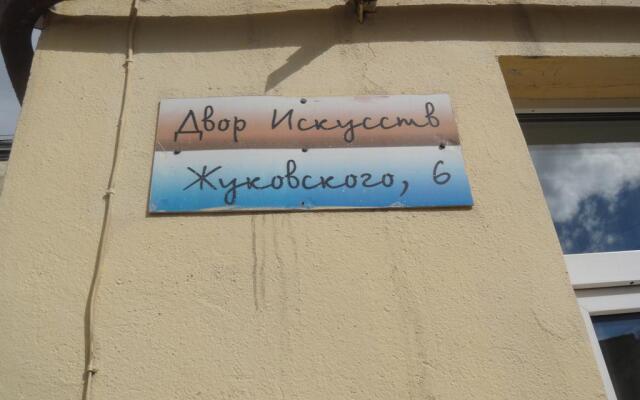 Двор Искусств
Жуковского, 6